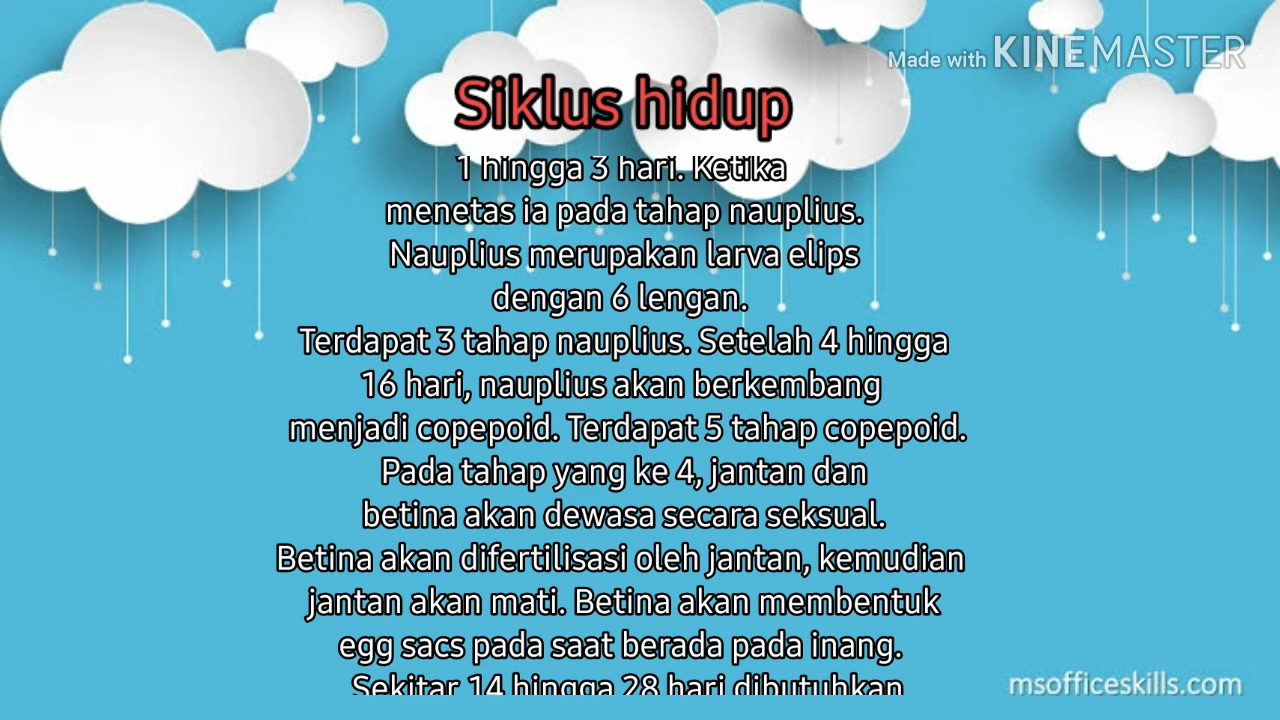 Made with KINEMASTER
Siklus hidup
1 hingga 3 hari. Ketika
menetas ia pada tahap nauplius.
Nauplius merupakan larva elips
dengan 6 lengan.
Terdapat 3 tahap nauplius. Setelah 4 hingga
16 hari, nauplius akan berkembang
menjadi copepoid. Terdapat 5 tahap copepoid.
Pada tahap yang ke 4, jantan dan
betina akan dewasa secara seksual.
Betina akan difertilisasi oleh jantan, kemudian
jantan akan mati. Betina akan membentuk
egg sacs pada saat berada pada inang.
Sekitar 14 hingga 28 hari dibutuhkan
msofficeskills.com